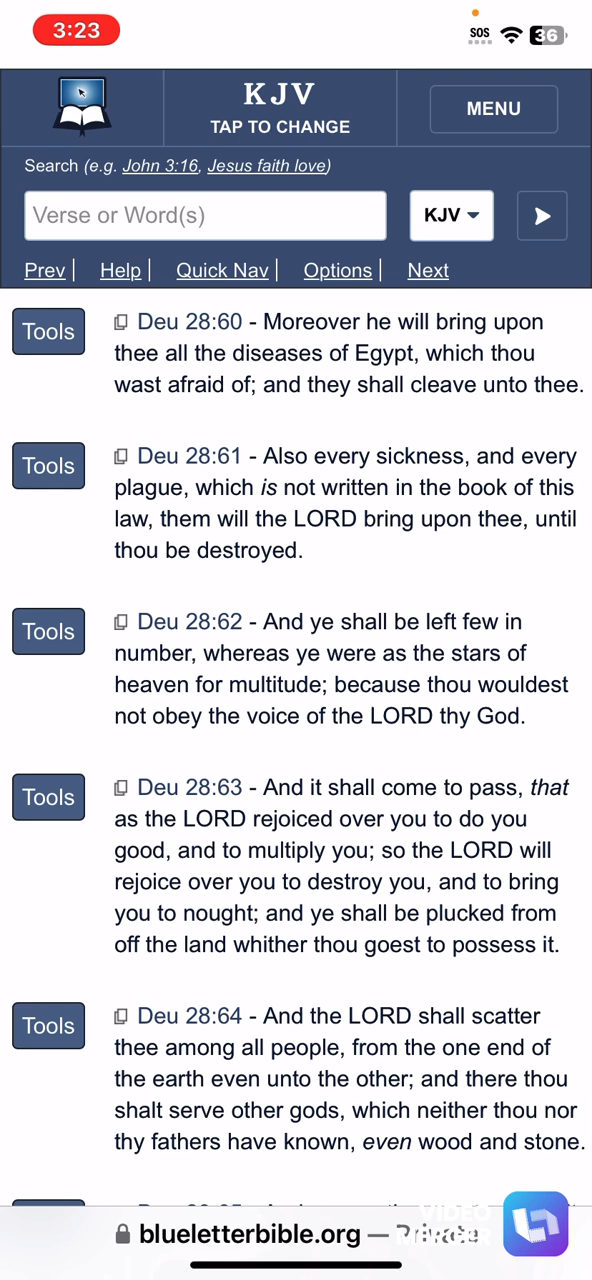 3:23
SOS
36
KJV
TAP TO CHANGE
MENU
Search (e.g. John 3:16, Jesus faith love)
Verse or Word(s)
KJV
Prev | Help | Quick Nav | Options | Next
Tools
Deu 28:60 - Moreover he will bring upon
thee all the diseases of Egypt, which thou
wast afraid of; and they shall cleave unto thee.
Tools
Deu 28:61 - Also every sickness, and every
plague, which is not written in the book of this
law, them will the LORD bring upon thee, until
thou be destroyed.
Tools
Deu 28:62 - And ye shall be left few in
number, whereas ye were as the stars of
heaven for multitude; because thou wouldest
not obey the voice of the LORD thy God.
Tools
Deu 28:63 - And it shall come to pass, that
as the LORD rejoiced over you to do you
good, and to multiply you; so the LORD will
rejoice over you to destroy you, and to bring
you to nought; and ye shall be plucked from
off the land whither thou goest to possess it.
Tools
Deu 28:64 - And the LORD shall scatter
thee among all people, from the one end of
the earth even unto the other; and there thou
shalt serve other gods, which neither thou nor
thy fathers have known, even wood and stone.
blueletterbible.org —
VIDEO
MERGER